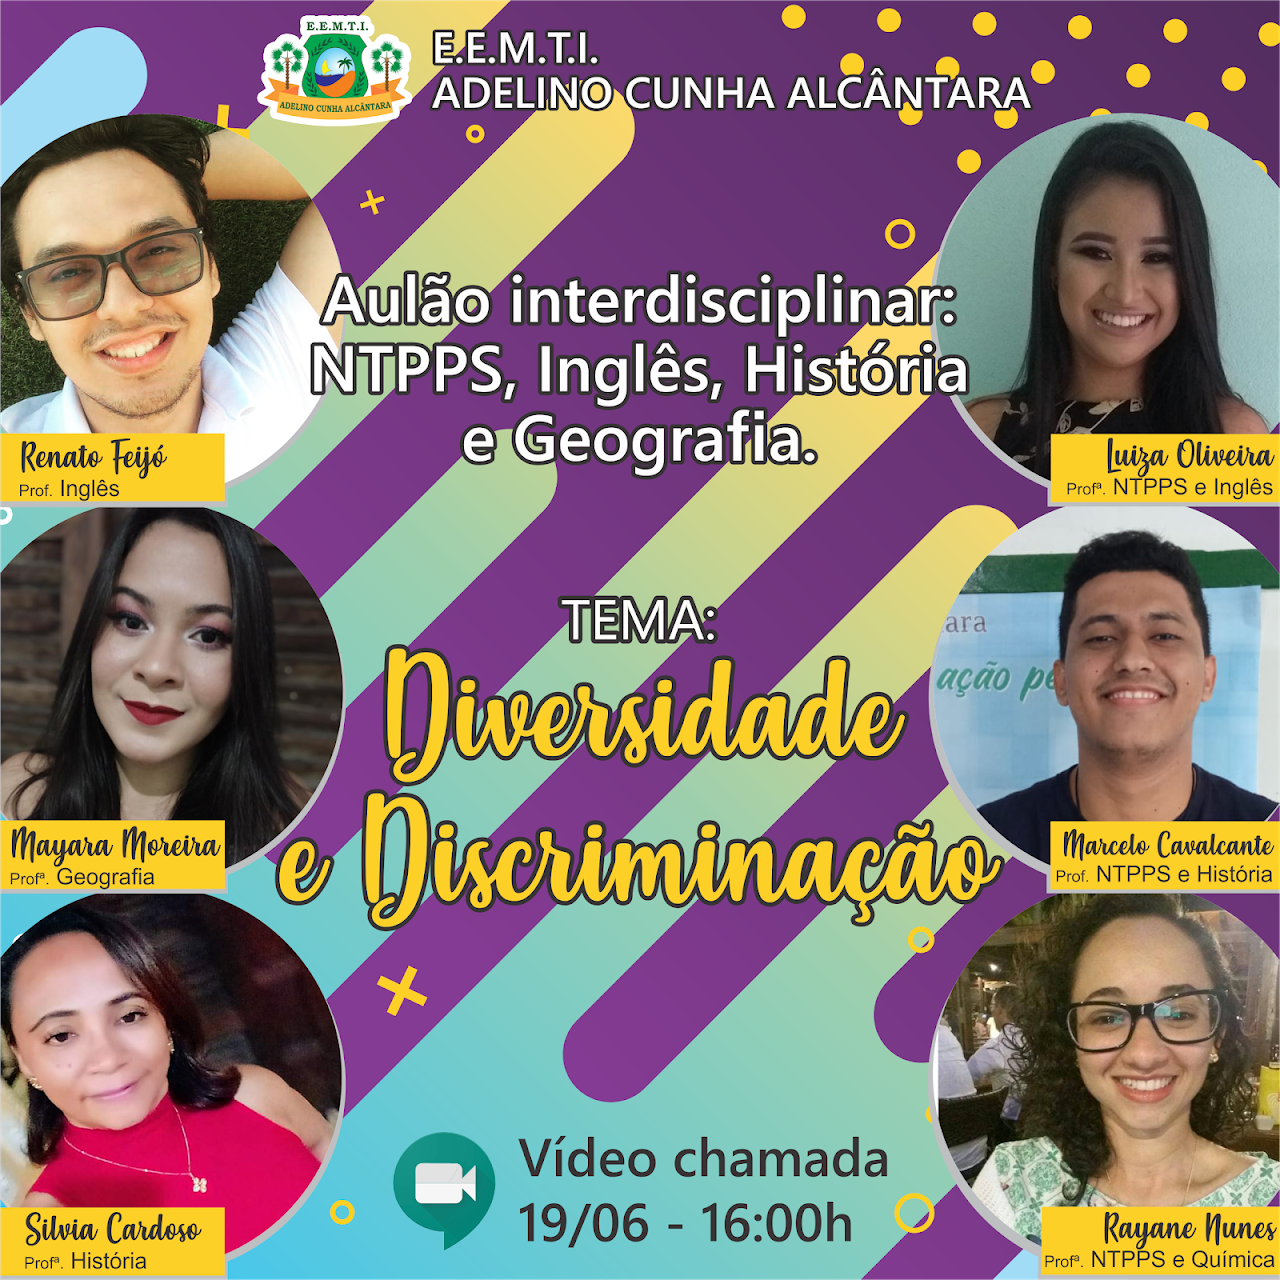 E.E.M.T.I.
ADELINO CUNHA ALCÂNTARA
E.E.M.T.I.
ADELINO CUNHA ALCÂNTARA
Aulão interdisciplinar:
NTPPS, Inglês, História
e Geografia.
Renato Feijó
Prof. Inglês
Luiza Oliveira
Profª. NTPPS e Inglês
TEMA:
Diversidade
e Discriminação
ara
ação pe
Mayara Moreira
Profª. Geografia
Marcelo Cavalcante
Prof. NTPPS e História
Silvia Cardoso
Profª. História
Rayane Nunes
Profª. NTPPS e Química
Vídeo chamada
19/06 - 16:00h